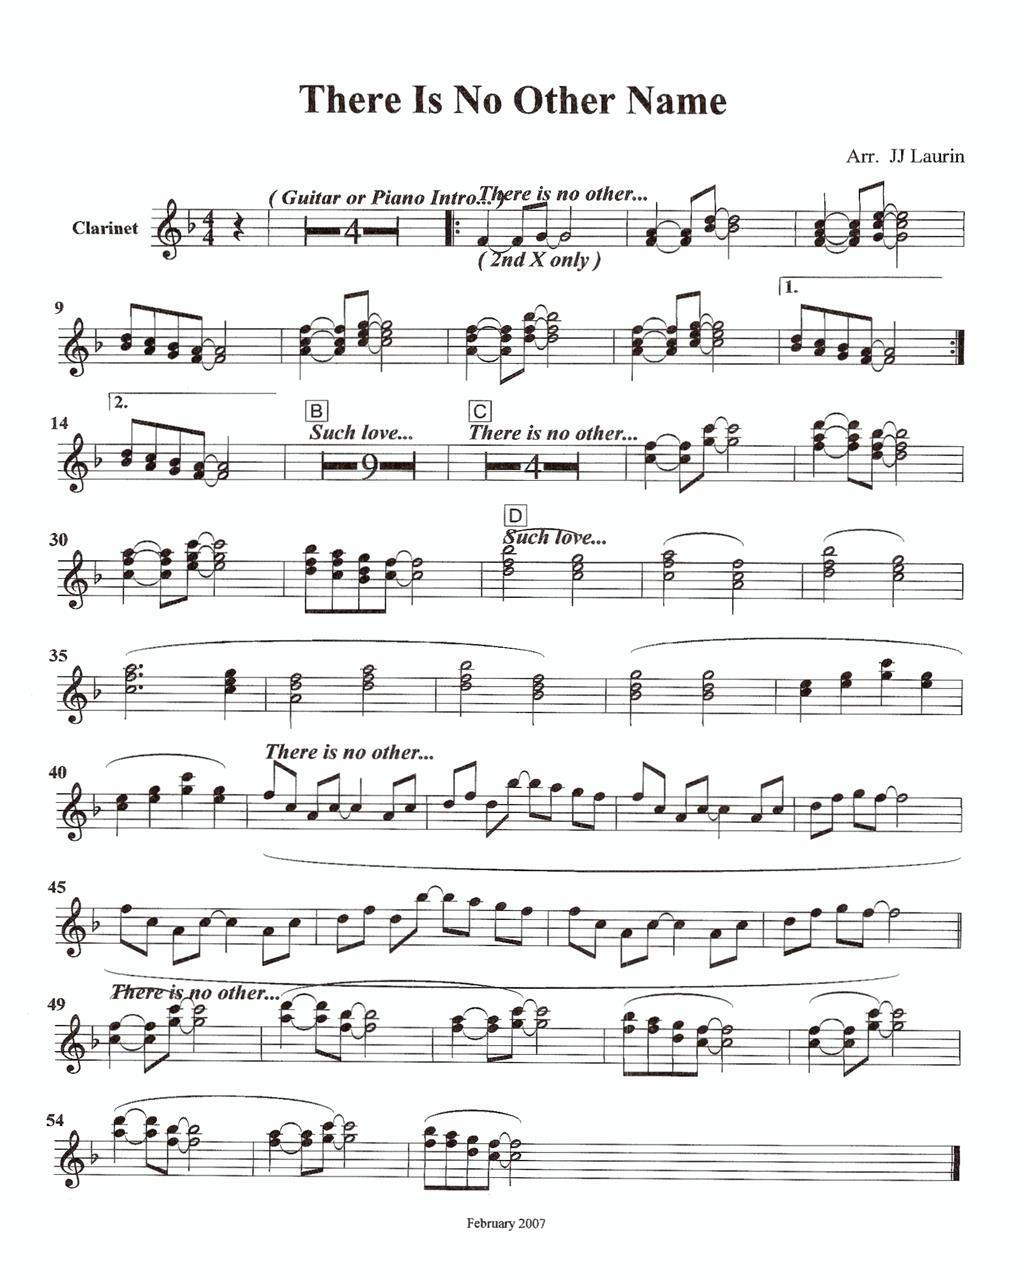 There Is No Other Name
Arr. JJ Laurin
( Guitar or Piano Intro... )
There is no other...
Clarinet
4
4
4
( 2nd X only )
9
1.
14
2.
B
Such love...
9
C
There is no other...
4
30
D
Such love...
35
40
There is no other...
45
49
There is no other...
54
February 2007